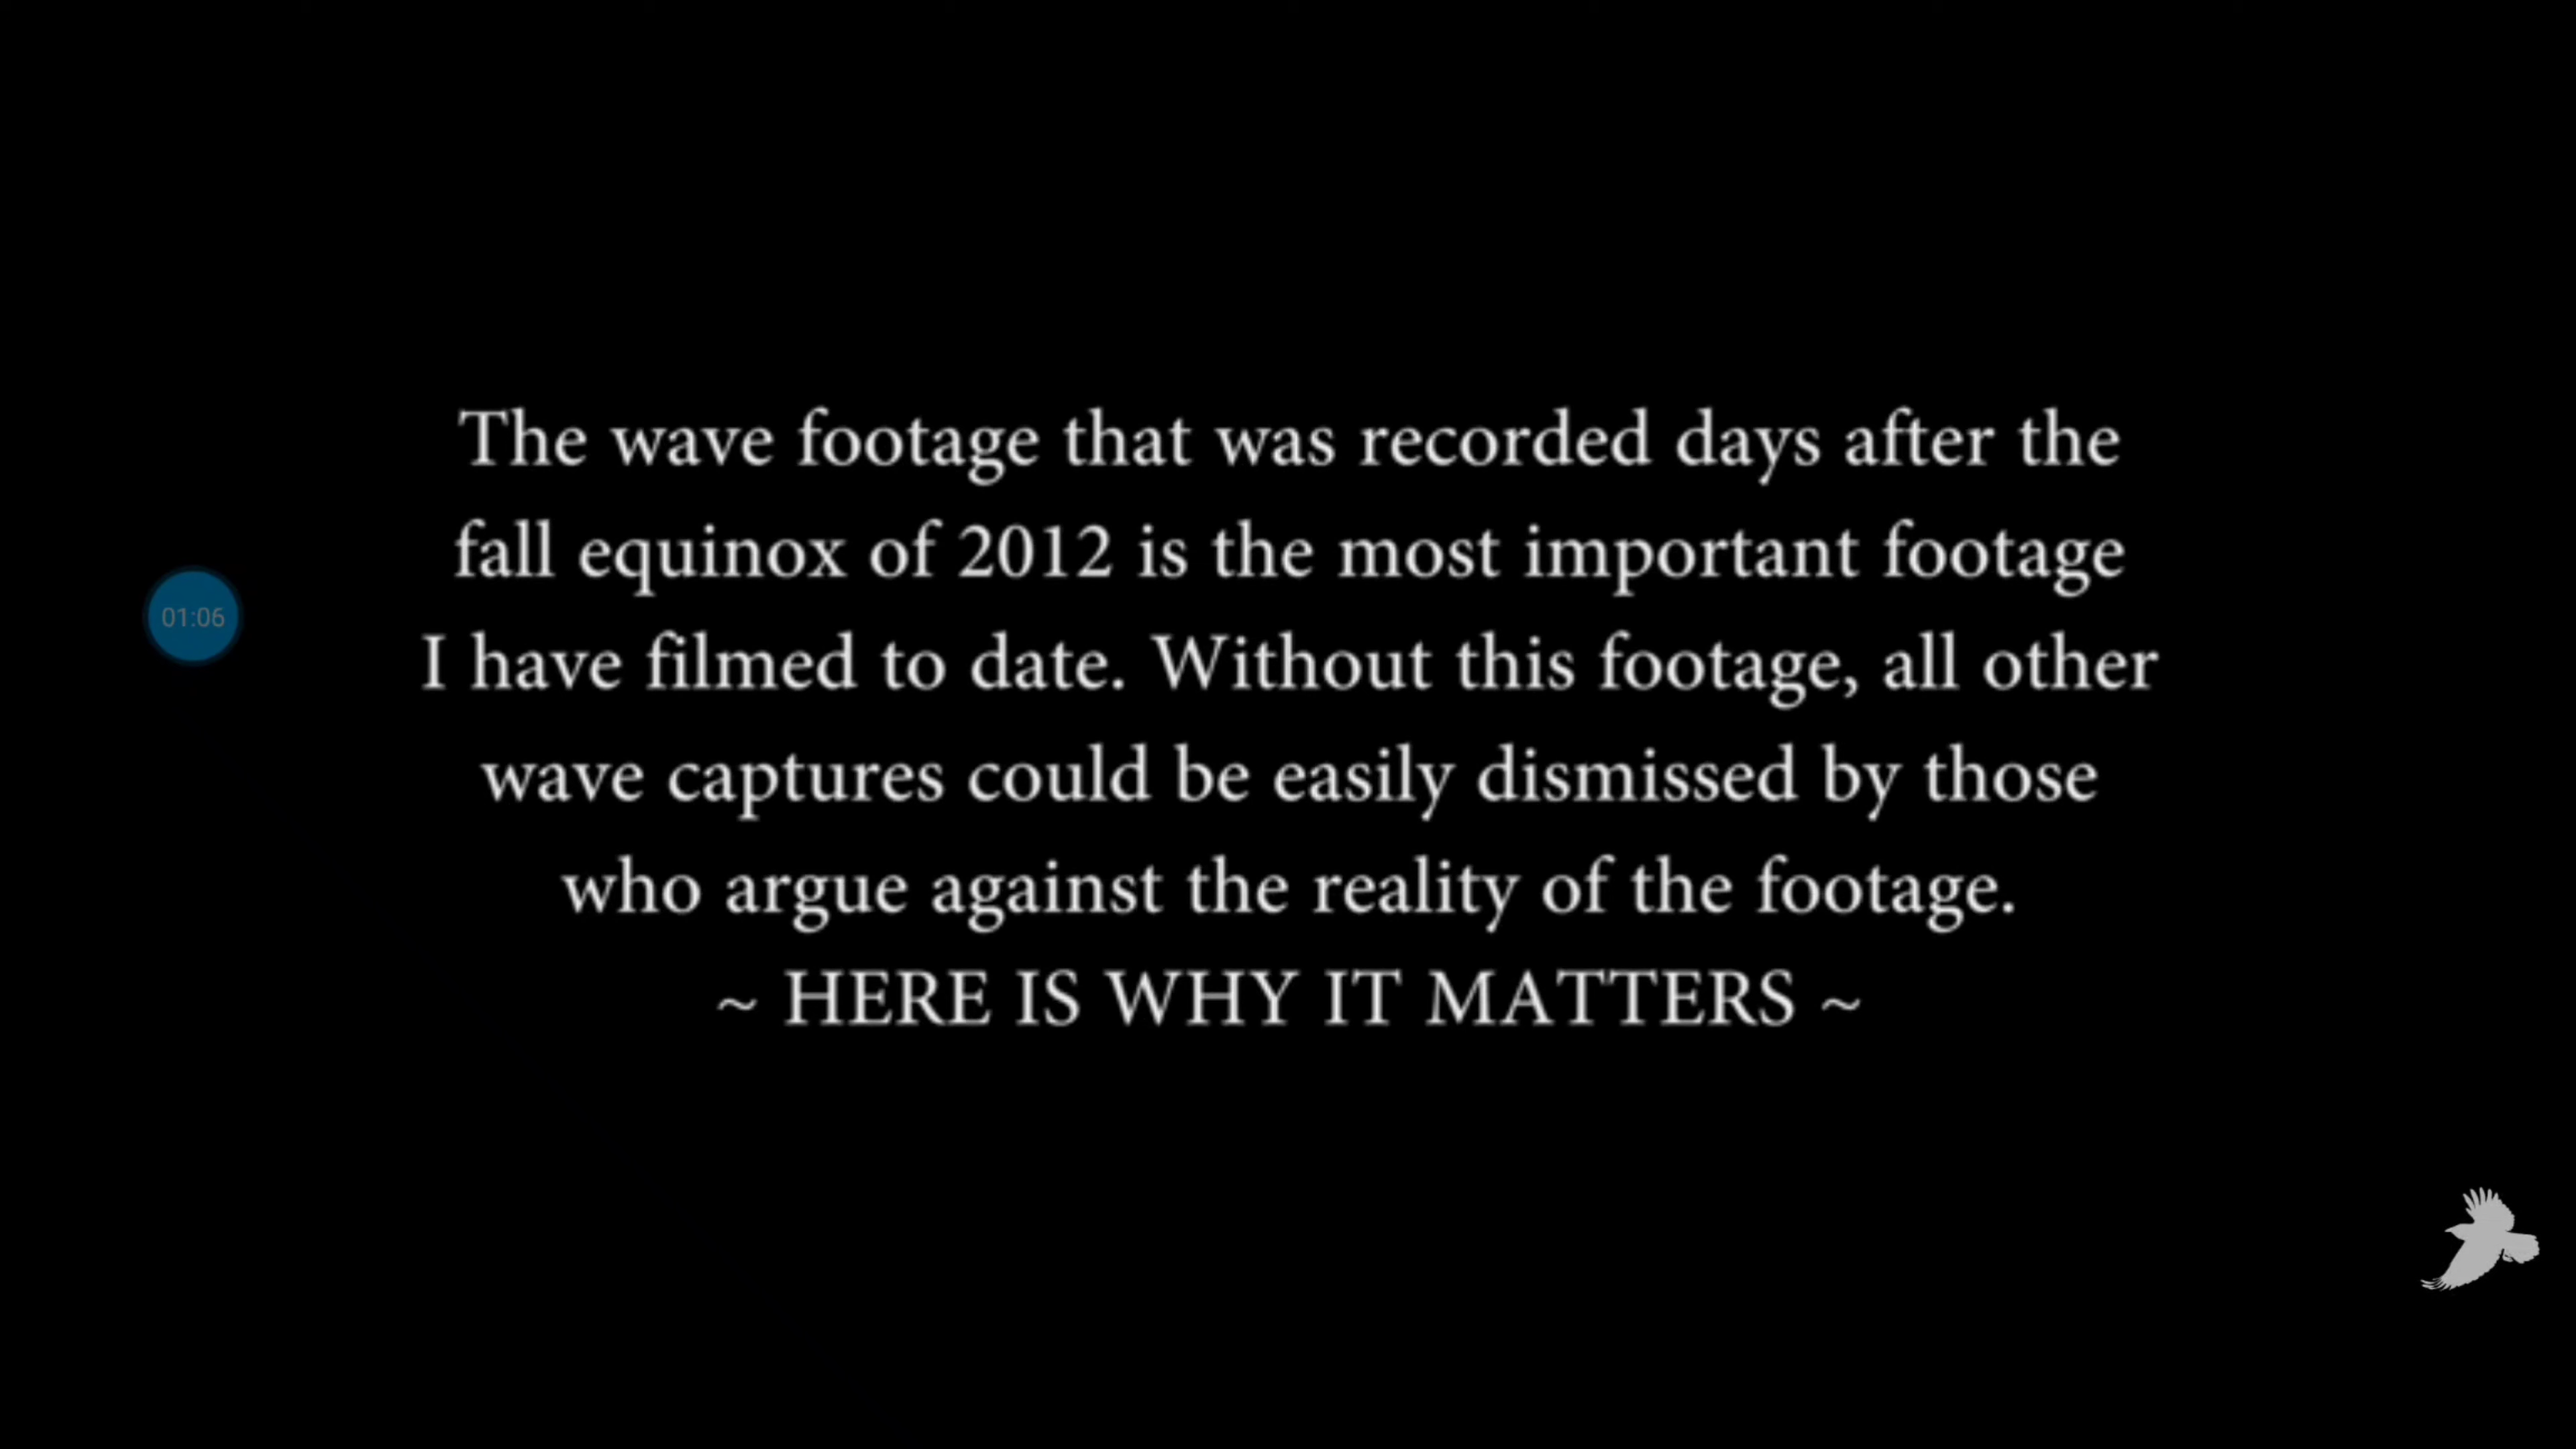 The wave footage that was recorded days after the
fall equinox of 2012 is the most important footage
01:06
I have filmed to date. Without this footage, all other
wave captures could be easily dismissed by those
who argue against the reality of the footage.
~ HERE IS WHY IT MATTERS ~